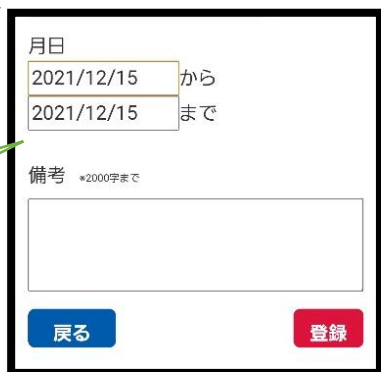 月日
2021/12/15 から
2021/12/15 まで
備考 *2000字まで
戻る 登録